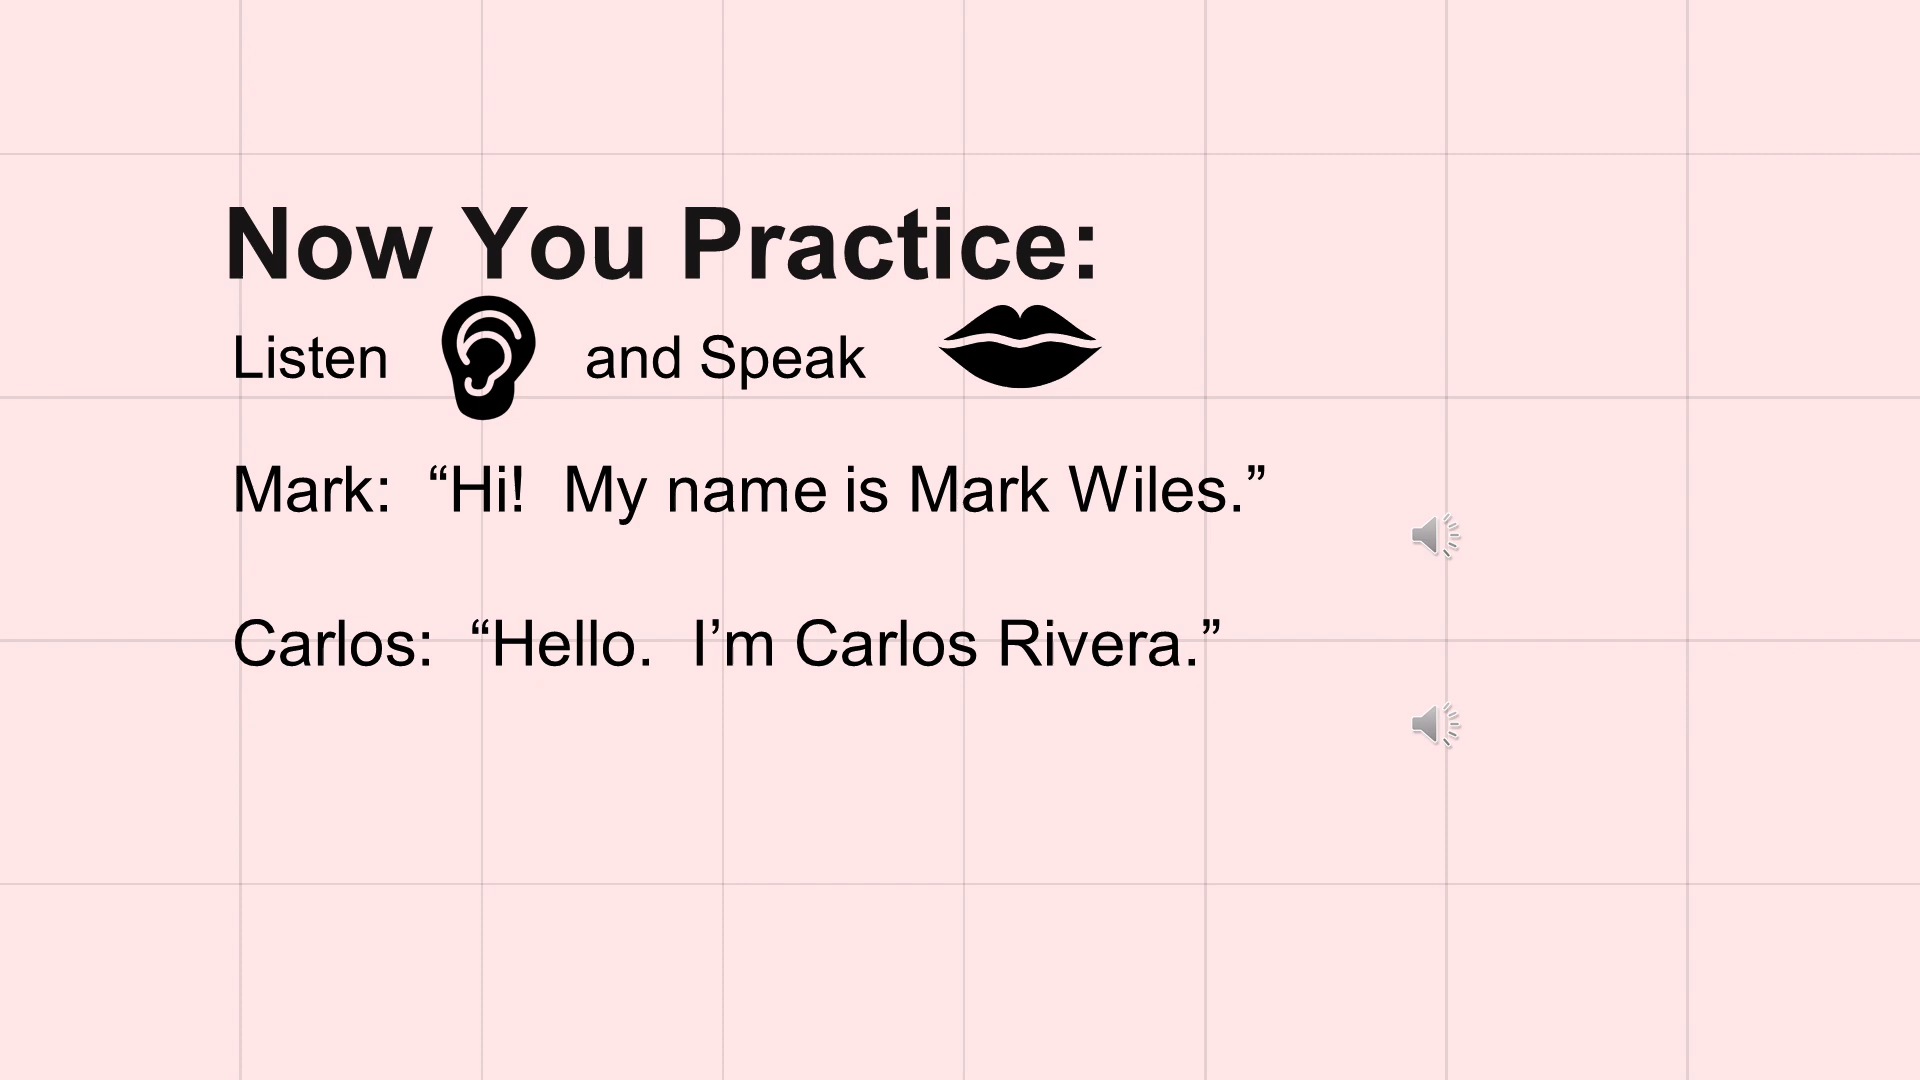 Now You Practice:
Listen and Speak
Mark:  “Hi!  My name is Mark Wiles.”
Carlos:  “Hello.  I’m Carlos Rivera.”